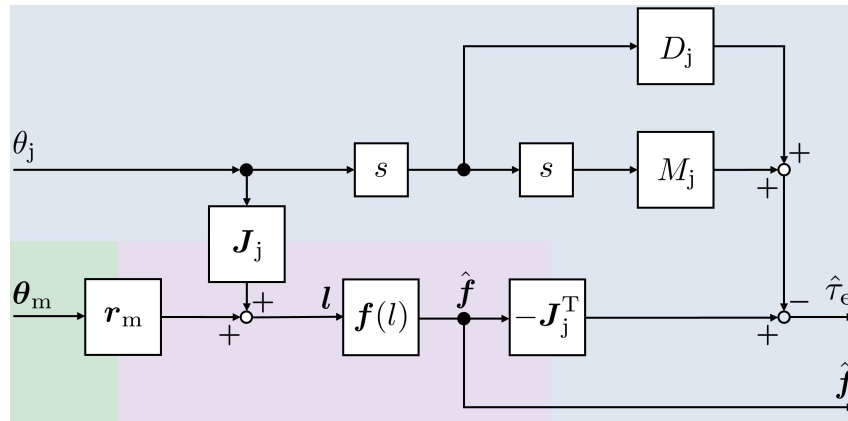 D_j
+
θ_j
s
s
M_j
+
J_j
+
−
θ_m
r_m
+
l
f(l)
f̂
−J_j^T
+
τ̂_e
f̂